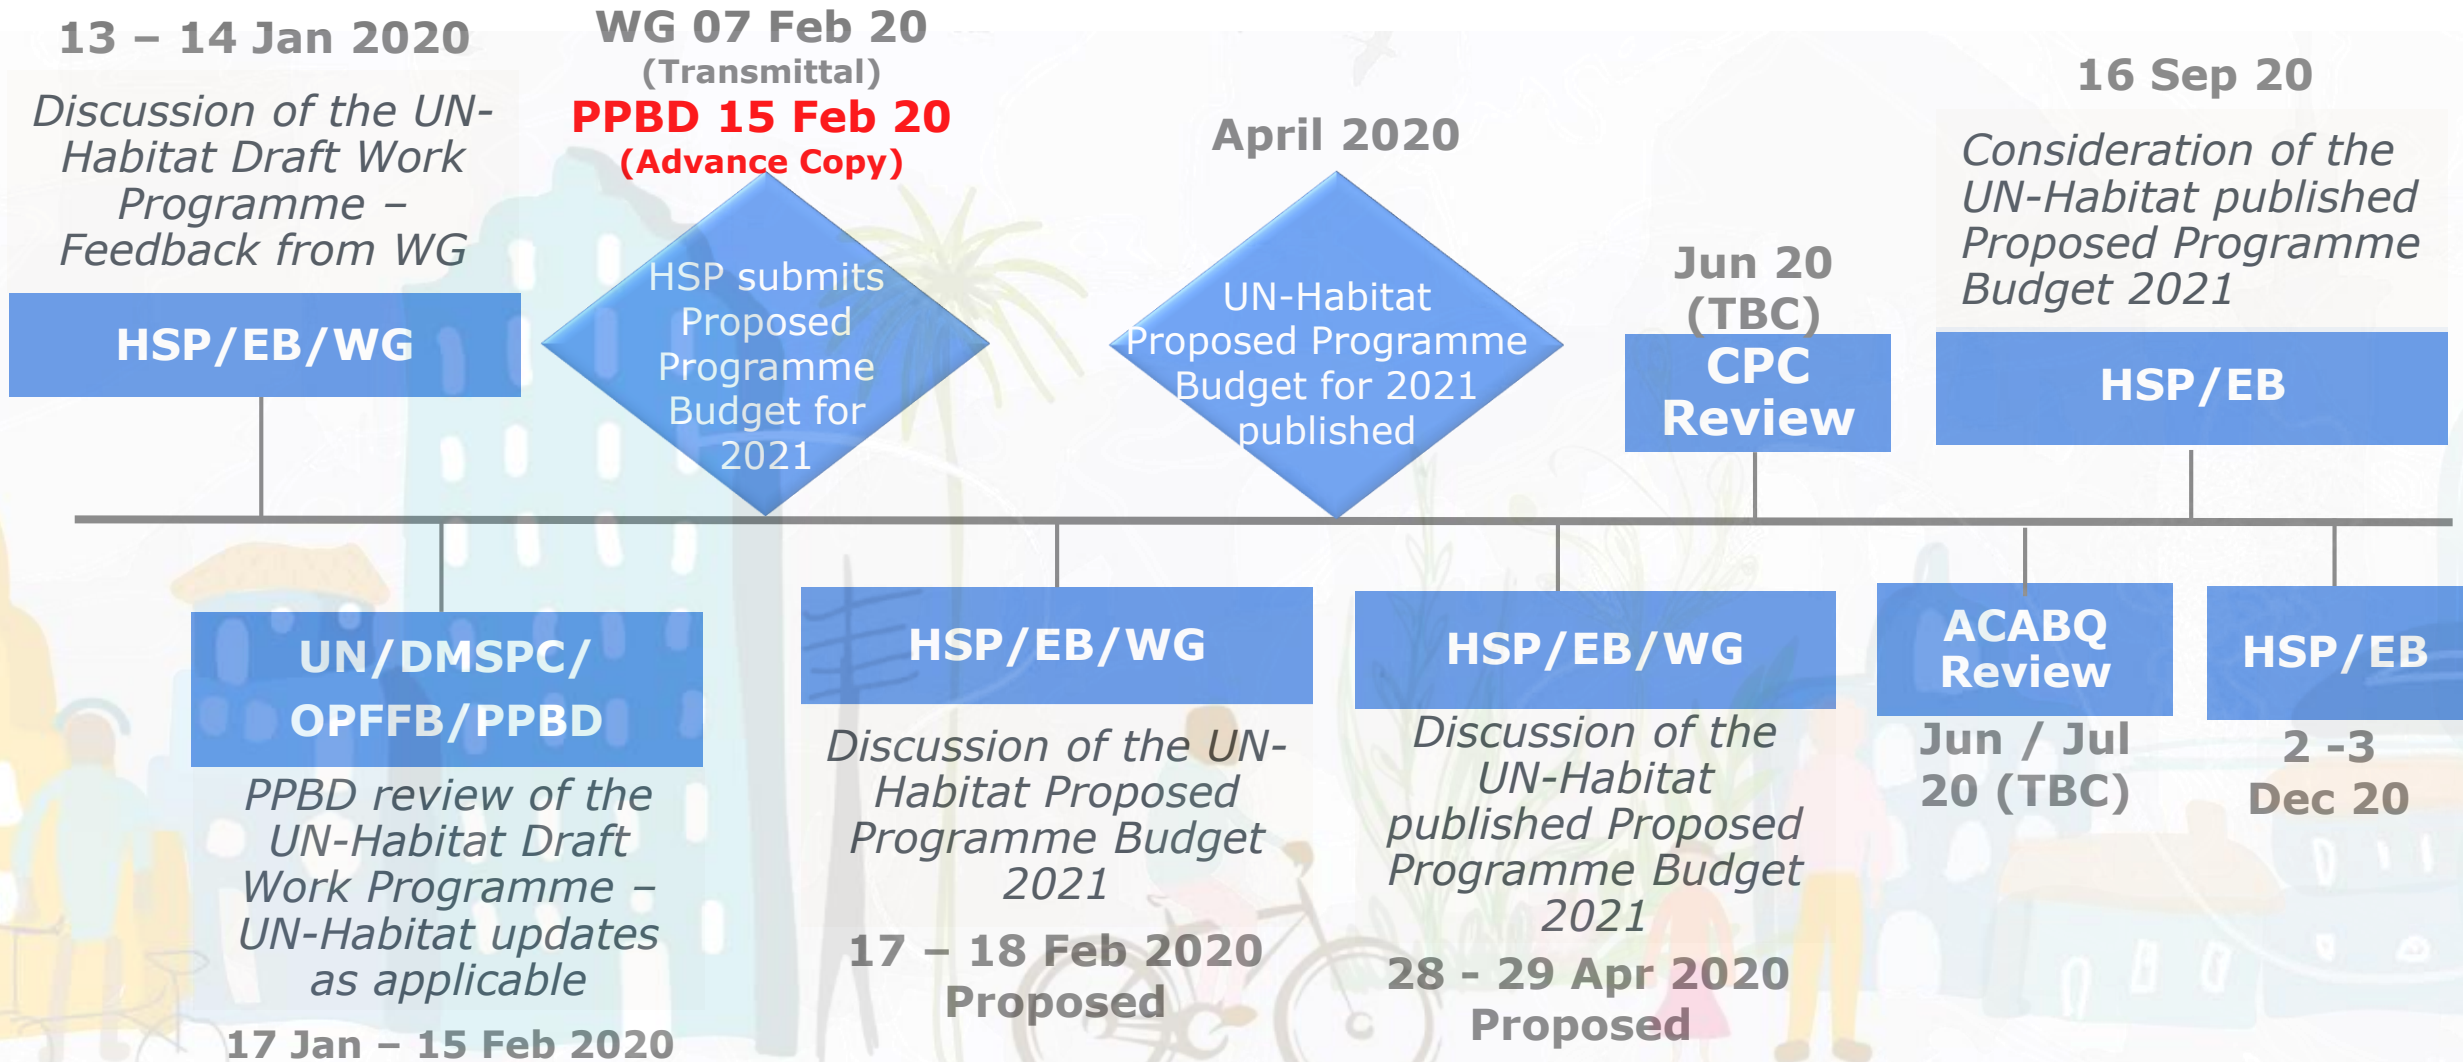 13 – 14 Jan 2020
Discussion of the UN-
Habitat Draft Work
Programme –
Feedback from WG
HSP/EB/WG
WG 07 Feb 20
(Transmittal)
PPBD 15 Feb 20
(Advance Copy)
HSP submits
Proposed
Programme
Budget for
2021
April 2020
UN-Habitat
Proposed Programme
Budget for 2021
published
Jun 20
(TBC)
CPC
Review
16 Sep 20
Consideration of the
UN-Habitat published
Proposed Programme
Budget 2021
HSP/EB
UN/DMSPC/
OPFFB/PPBD
PPBD review of the
UN-Habitat Draft
Work Programme –
UN-Habitat updates
as applicable
17 Jan – 15 Feb 2020
HSP/EB/WG
Discussion of the UN-
Habitat Proposed
Programme Budget
2021
17 – 18 Feb 2020
Proposed
HSP/EB/WG
Discussion of the
UN-Habitat
published Proposed
Programme Budget
2021
28 - 29 Apr 2020
Proposed
ACABQ
Review
Jun / Jul
20 (TBC)
HSP/EB
2 -3
Dec 20